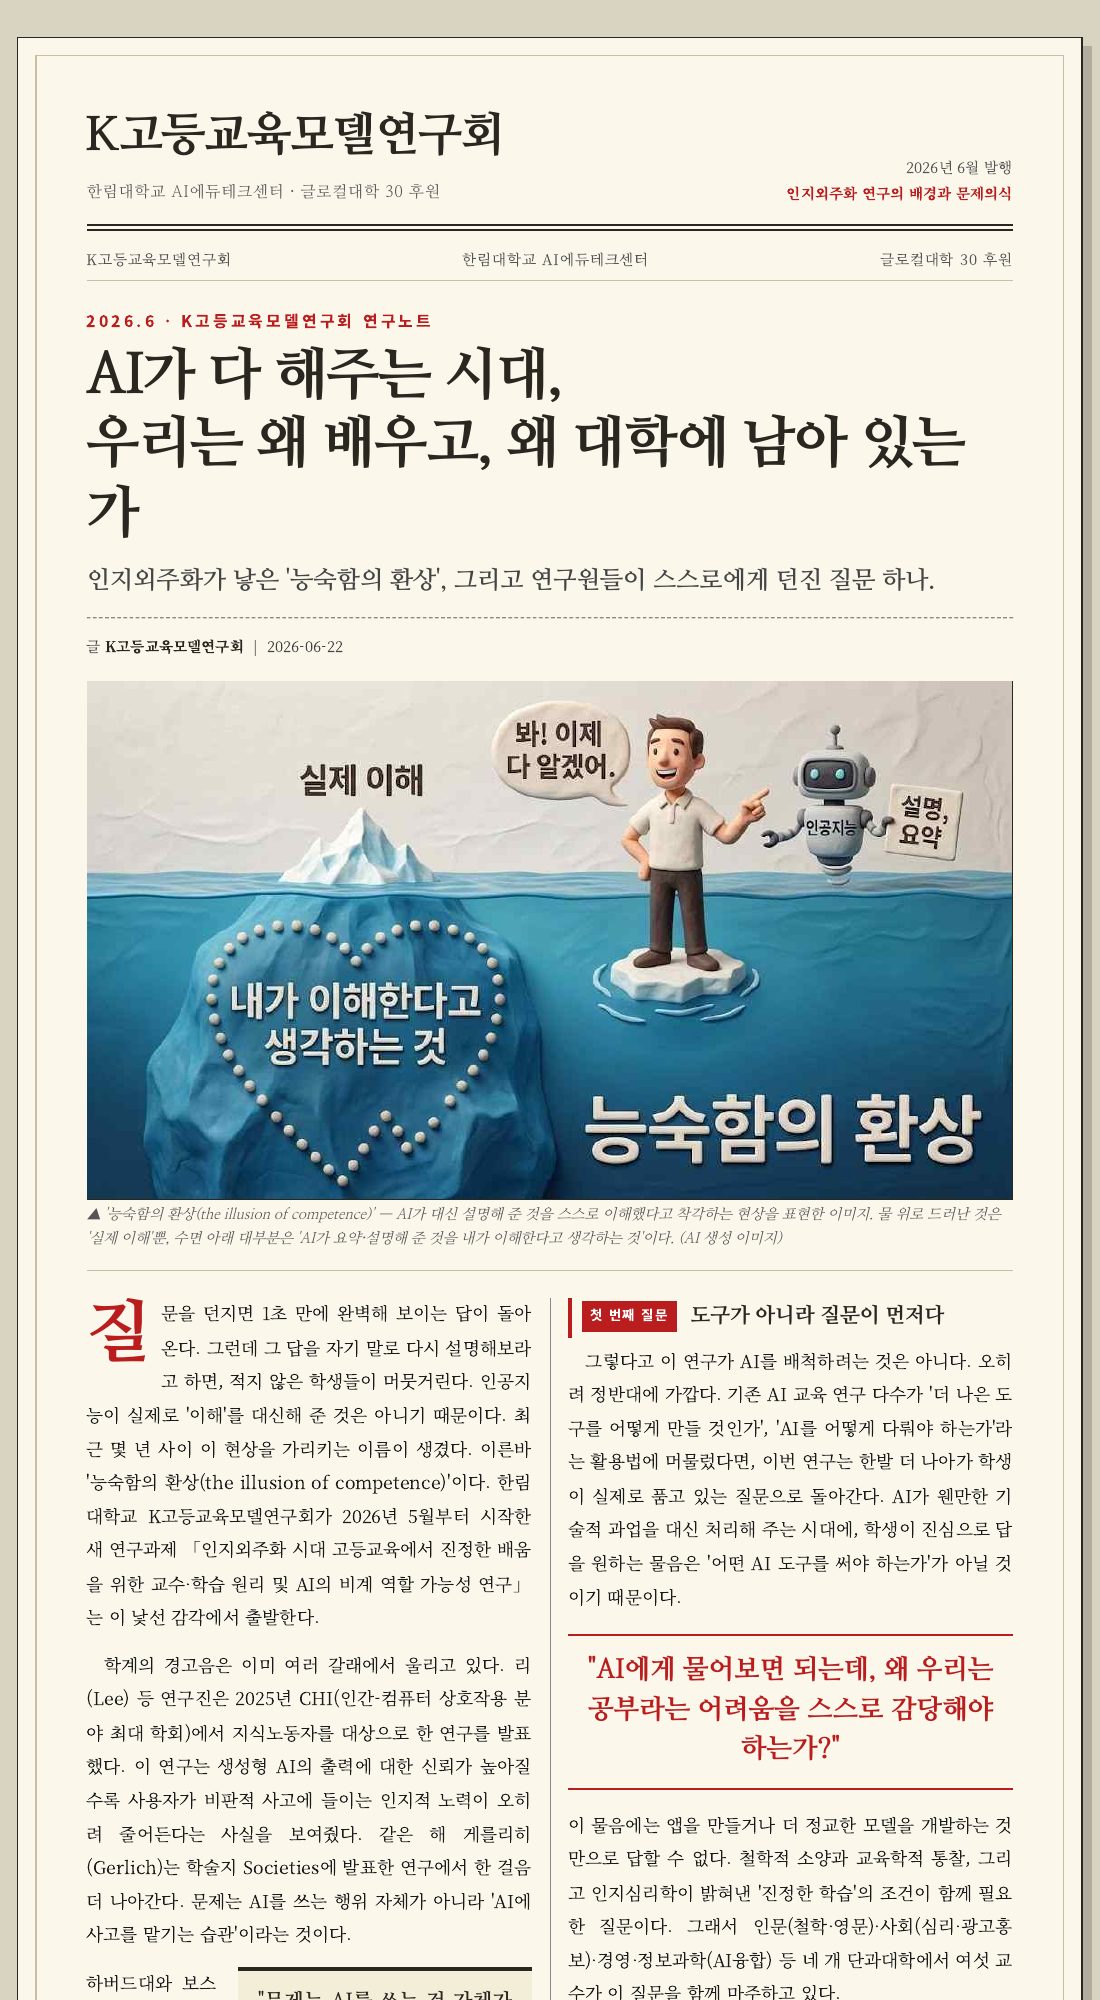 K고등교육모델연구회
한림대학교 AI에듀테크센터 · 글로컬대학 30 후원
2026년 6월 발행
인지외주화 연구의 배경과 문제의식
K고등교육모델연구회
한림대학교 AI에듀테크센터
글로컬대학 30 후원
2026.6 · K고등교육모델연구회 연구노트
AI가 다 해주는 시대,
우리는 왜 배우고, 왜 대학에 남아 있는
가
인지외주화가 낳은 '능숙함의 환상', 그리고 연구원들이 스스로에게 던진 질문 하나.
글 K고등교육모델연구회 | 2026-06-22
실제 이해
봐! 이제
다 알겠어.
인공지능
설명,
요약
내가 이해한다고
생각하는 것
능숙함의 환상
▲ '능숙함의 환상(the illusion of competence)' — AI가 대신 설명해 준 것을 스스로 이해했다고 착각하는 현상을 표현한 이미지. 물 위로 드러난 것은
'실제 이해'뿐, 수면 아래 대부분은 'AI가 요약·설명해 준 것을 내가 이해한다고 생각하는 것'이다. (AI 생성 이미지)
질문을 던지면 1초 만에 완벽해 보이는 답이 돌아
온다. 그런데 그 답을 자기 말로 다시 설명해보라
고 하면, 적지 않은 학생들이 머뭇거린다. 인공지
능이 실제로 '이해'를 대신해 준 것은 아니기 때문이다. 최
근 몇 년 사이 이 현상을 가리키는 이름이 생겼다. 이른바
'능숙함의 환상(the illusion of competence)'이다. 한림
대학교 K고등교육모델연구회가 2026년 5월부터 시작한
새 연구과제 「인지외주화 시대 고등교육에서 진정한 배움
을 위한 교수·학습 원리 및 AI의 비계 역할 가능성 연구」
는 이 낯선 감각에서 출발한다.
학계의 경고음은 이미 여러 갈래에서 울리고 있다. 리
(Lee) 등 연구진은 2025년 CHI(인간-컴퓨터 상호작용 분
야 최대 학회)에서 지식노동자를 대상으로 한 연구를 발표
했다. 이 연구는 생성형 AI의 출력에 대한 신뢰가 높아질
수록 사용자가 비판적 사고에 들이는 인지적 노력이 오히
려 줄어든다는 사실을 보여줬다. 같은 해 게를리히
(Gerlich)는 학술지 Societies에 발표한 연구에서 한 걸음
더 나아간다. 문제는 AI를 쓰는 행위 자체가 아니라 'AI에
사고를 맡기는 습관'이라는 것이다.
하버드대와 보스
"문제는 AI를 쓰는 것 자체가
첫 번째 질문 도구가 아니라 질문이 먼저다
그렇다고 이 연구가 AI를 배척하려는 것은 아니다. 오히
려 정반대에 가깝다. 기존 AI 교육 연구 다수가 '더 나은 도
구를 어떻게 만들 것인가', 'AI를 어떻게 다뤄야 하는가'라
는 활용법에 머물렀다면, 이번 연구는 한발 더 나아가 학생
이 실제로 품고 있는 질문으로 돌아간다. AI가 웬만한 기
술적 과업을 대신 처리해 주는 시대에, 학생이 진심으로 답
을 원하는 물음은 '어떤 AI 도구를 써야 하는가'가 아닐 것
이기 때문이다.
"AI에게 물어보면 되는데, 왜 우리는
공부라는 어려움을 스스로 감당해야
하는가?"
이 물음에는 앱을 만들거나 더 정교한 모델을 개발하는 것
만으로 답할 수 없다. 철학적 소양과 교육학적 통찰, 그리
고 인지심리학이 밝혀낸 '진정한 학습'의 조건이 함께 필요
한 질문이다. 그래서 인문(철학·영문)·사회(심리·광고홍
보)·경영·정보과학(AI융합) 등 네 개 단과대학에서 여섯 교
수가 이 질문을 함께 마주하고 있다.